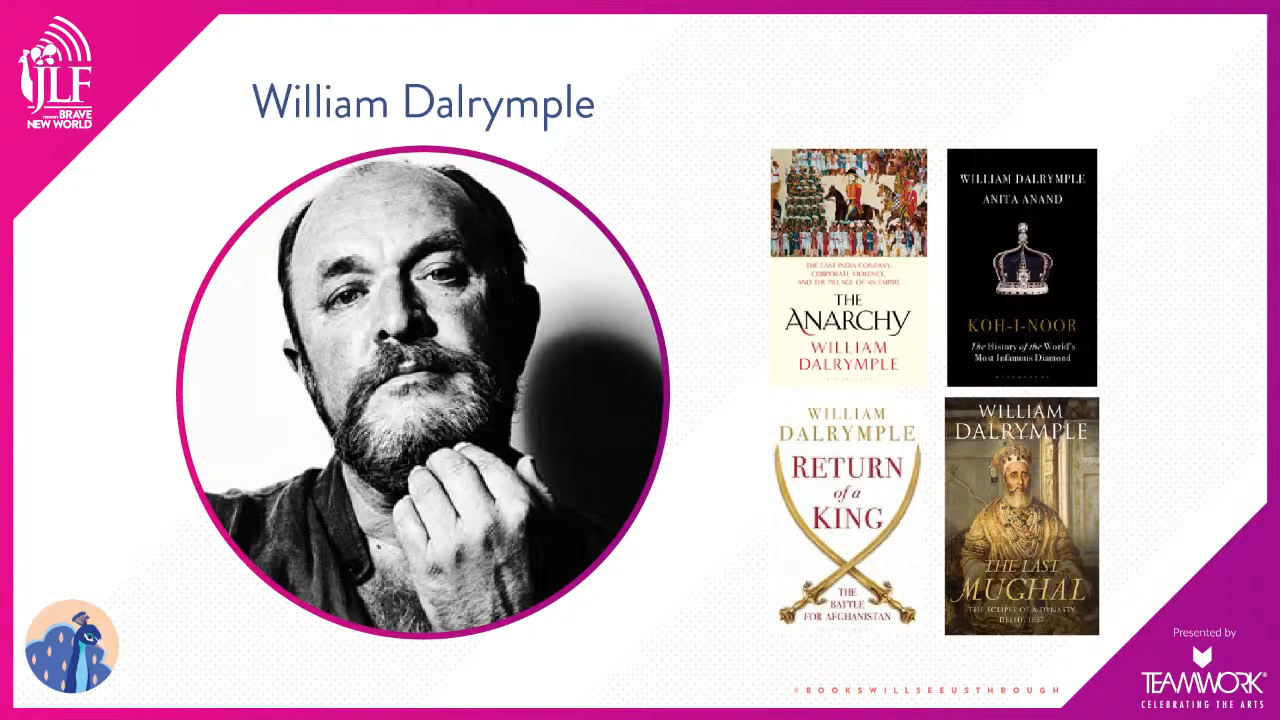 JLF
PRESENTS BRAVE
NEW WORLD
William Dalrymple
THE EAST INDIA COMPANY,
CORPORATE VIOLENCE,
AND THE PILLAGE OF AN EMPIRE
THE
ANARCHY
WILLIAM
DALRYMPLE
WILLIAM DALRYMPLE
ANITA ANAND
KOH-I-NOOR
The History of the World's
Most Infamous Diamond
WILLIAM
DALRYMPLE
RETURN
of a
KING
THE
BATTLE
FOR AFGHANISTAN
WILLIAM
DALRYMPLE
THE LAST
MUGHAL
THE ECLIPSE OF A DYNASTY,
DELHI, 1857
#BOOKSWILLSEEUSTHROUGH
Presented by
TEAMWORK®
CELEBRATING THE ARTS